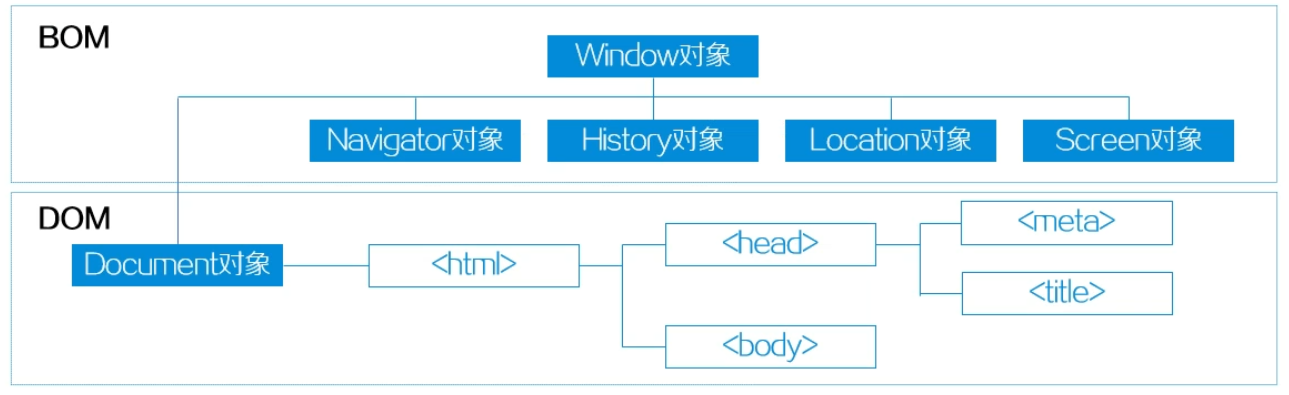 BOM
Window对象
Navigator对象
History对象
Location对象
Screen对象
DOM
Document对象
<html>
<head>
<meta>
<title>
<body>